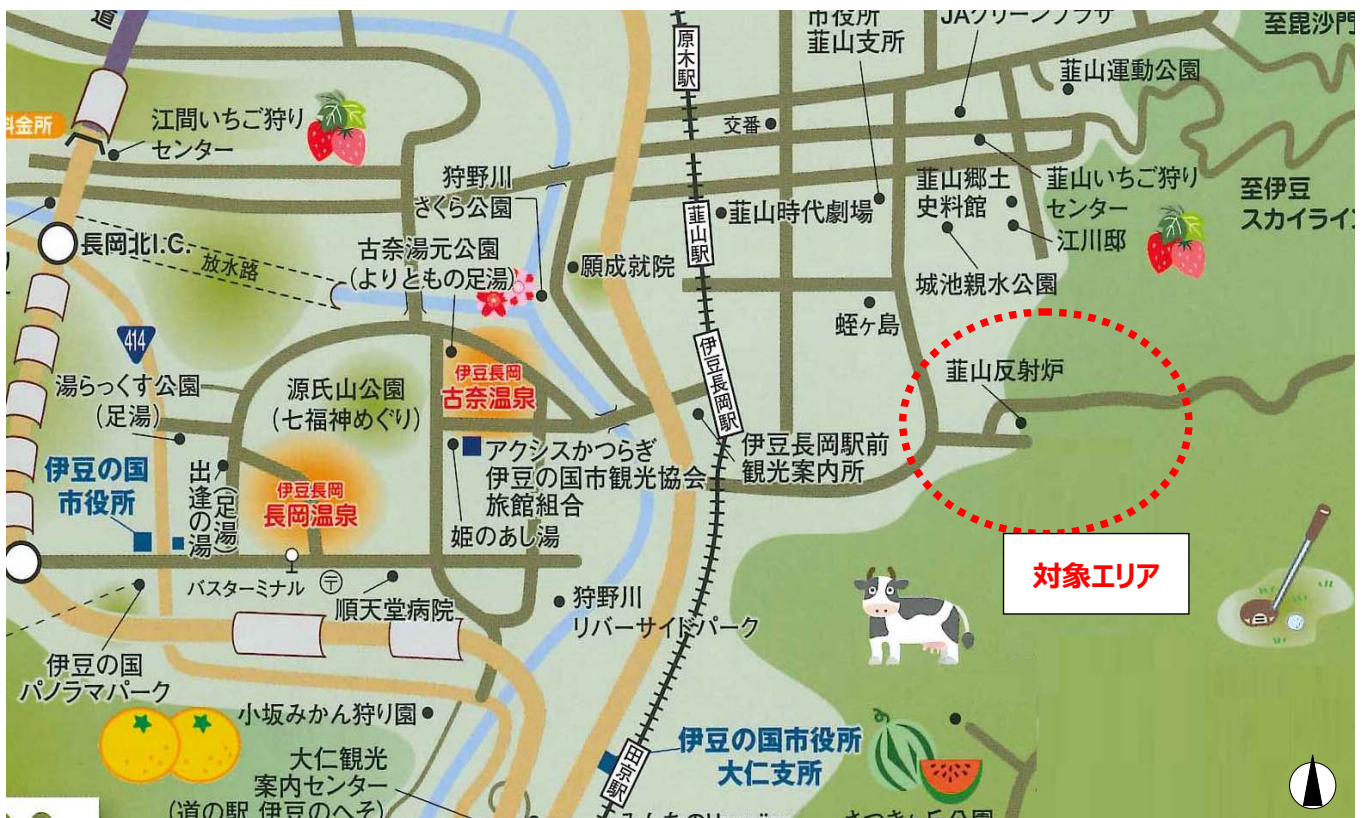 道
市役所
韮山支所
JAグリーンプラザ
至毘沙門
原木駅
韮山運動公園
料金所
江間いちご狩り
センター
交番
狩野川
さくら公園
韮山郷土
史料館
韮山いちご狩り
センター
至伊豆
スカイライン
韮山駅
韮山時代劇場
江川邸
長岡北I.C.
放水路
古奈湯元公園
(よりともの足湯)
願成就院
城池親水公園
蛭ヶ島
414
伊豆長岡駅
湯らっくす公園
(足湯)
源氏山公園
(七福神めぐり)
伊豆長岡
古奈温泉
韮山反射炉
アクシスかつらぎ
伊豆の国市観光協会
旅館組合
伊豆長岡駅前
観光案内所
伊豆の国
市役所
出逢の湯
(足湯)
伊豆長岡
長岡温泉
姫のあし湯
対象エリア
バスターミナル
〒
順天堂病院
狩野川
リバーサイドパーク
伊豆の国
パノラマパーク
小坂みかん狩り園
大仁観光
案内センター
(道の駅 伊豆のへそ)
田京駅
伊豆の国市役所
大仁支所